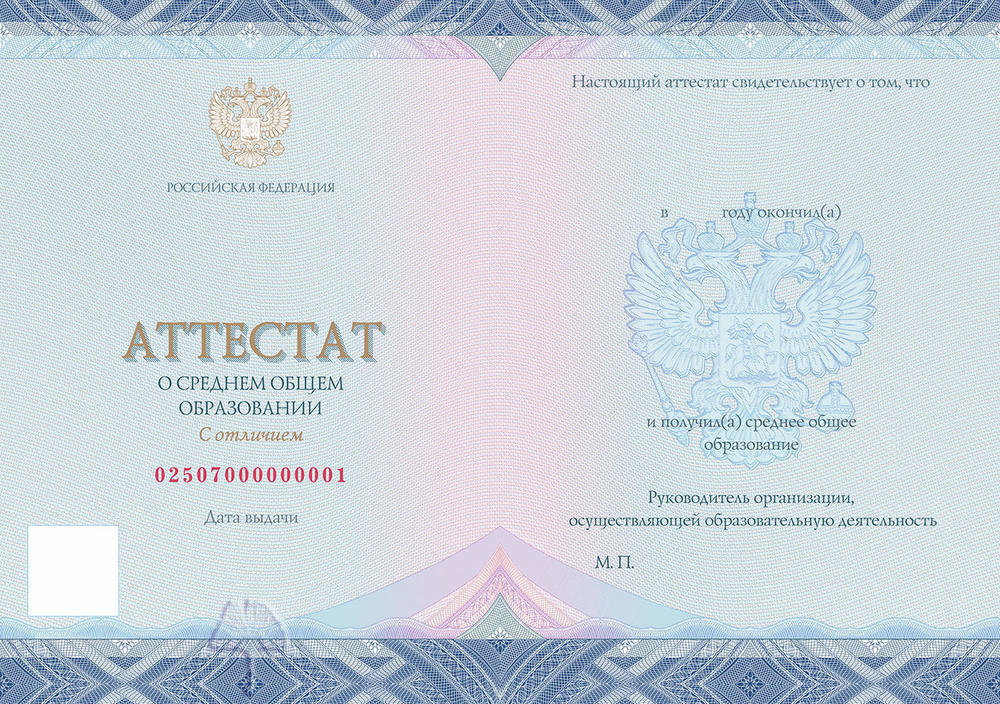 РОССИЙСКАЯ ФЕДЕРАЦИЯ
АТТЕСТАТ
О СРЕДНЕМ ОБЩЕМ
ОБРАЗОВАНИИ
С отличием
02507000000001
Дата выдачи
Настоящий аттестат свидетельствует о том, что
в году окончил(а)
и получил(а) среднее общее
образование
Руководитель организации,
осуществляющей образовательную деятельность
М. П.